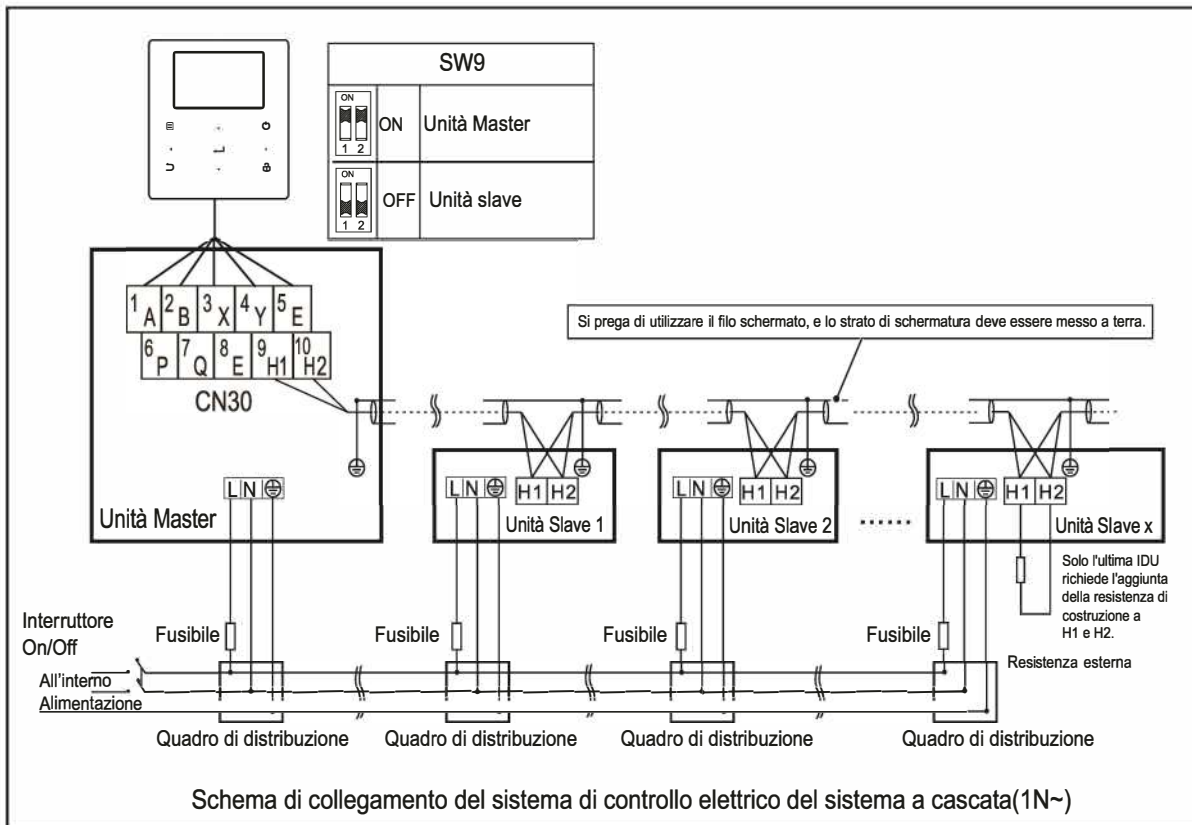 SW9
ON
1 2
ON
Unità Master
ON
1 2
OFF
Unità slave
1 A 2 B 3 X 4 Y 5 E
6 P 7 Q 8 E 9 H1 10 H2
CN30
Si prega di utilizzare il filo schermato, e lo strato di schermatura deve essere messo a terra.
L N
Unità Master
L N
H1 H2
Unità Slave 1
L N
H1 H2
Unità Slave 2
L N
H1 H2
Unità Slave x
Solo l'ultima IDU
richiede l'aggiunta
della resistenza di
costruzione a
H1 e H2.
Resistenza esterna
Interruttore
On/Off
All'interno
Alimentazione
Fusibile
Fusibile
Fusibile
Fusibile
Quadro di distribuzione
Quadro di distribuzione
Quadro di distribuzione
Quadro di distribuzione
Schema di collegamento del sistema di controllo elettrico del sistema a cascata(1N~)